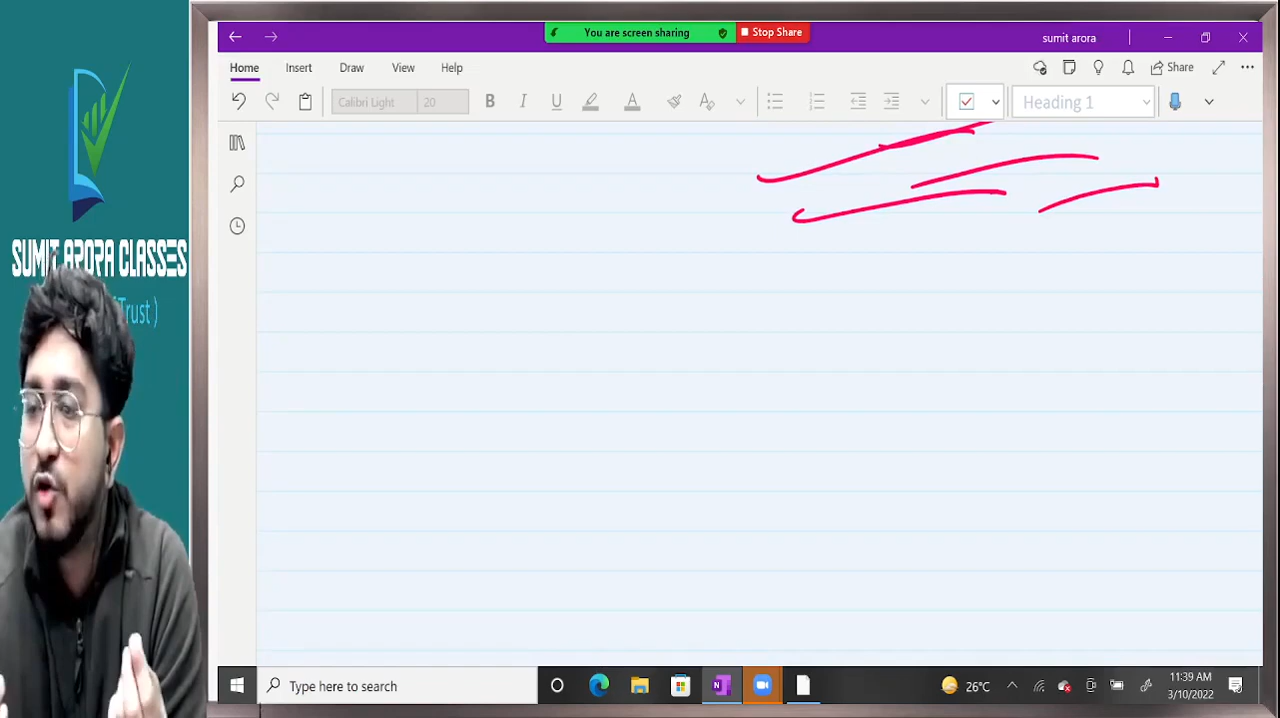 You are screen sharing
Stop Share
sumit arora
Home
Insert
Draw
View
Help
Share
Calibri Light
20
B
I
U
A
Heading 1
SUMIT ARORA CLASSES
Trust )
Type here to search
26°C
11:39 AM
3/10/2022